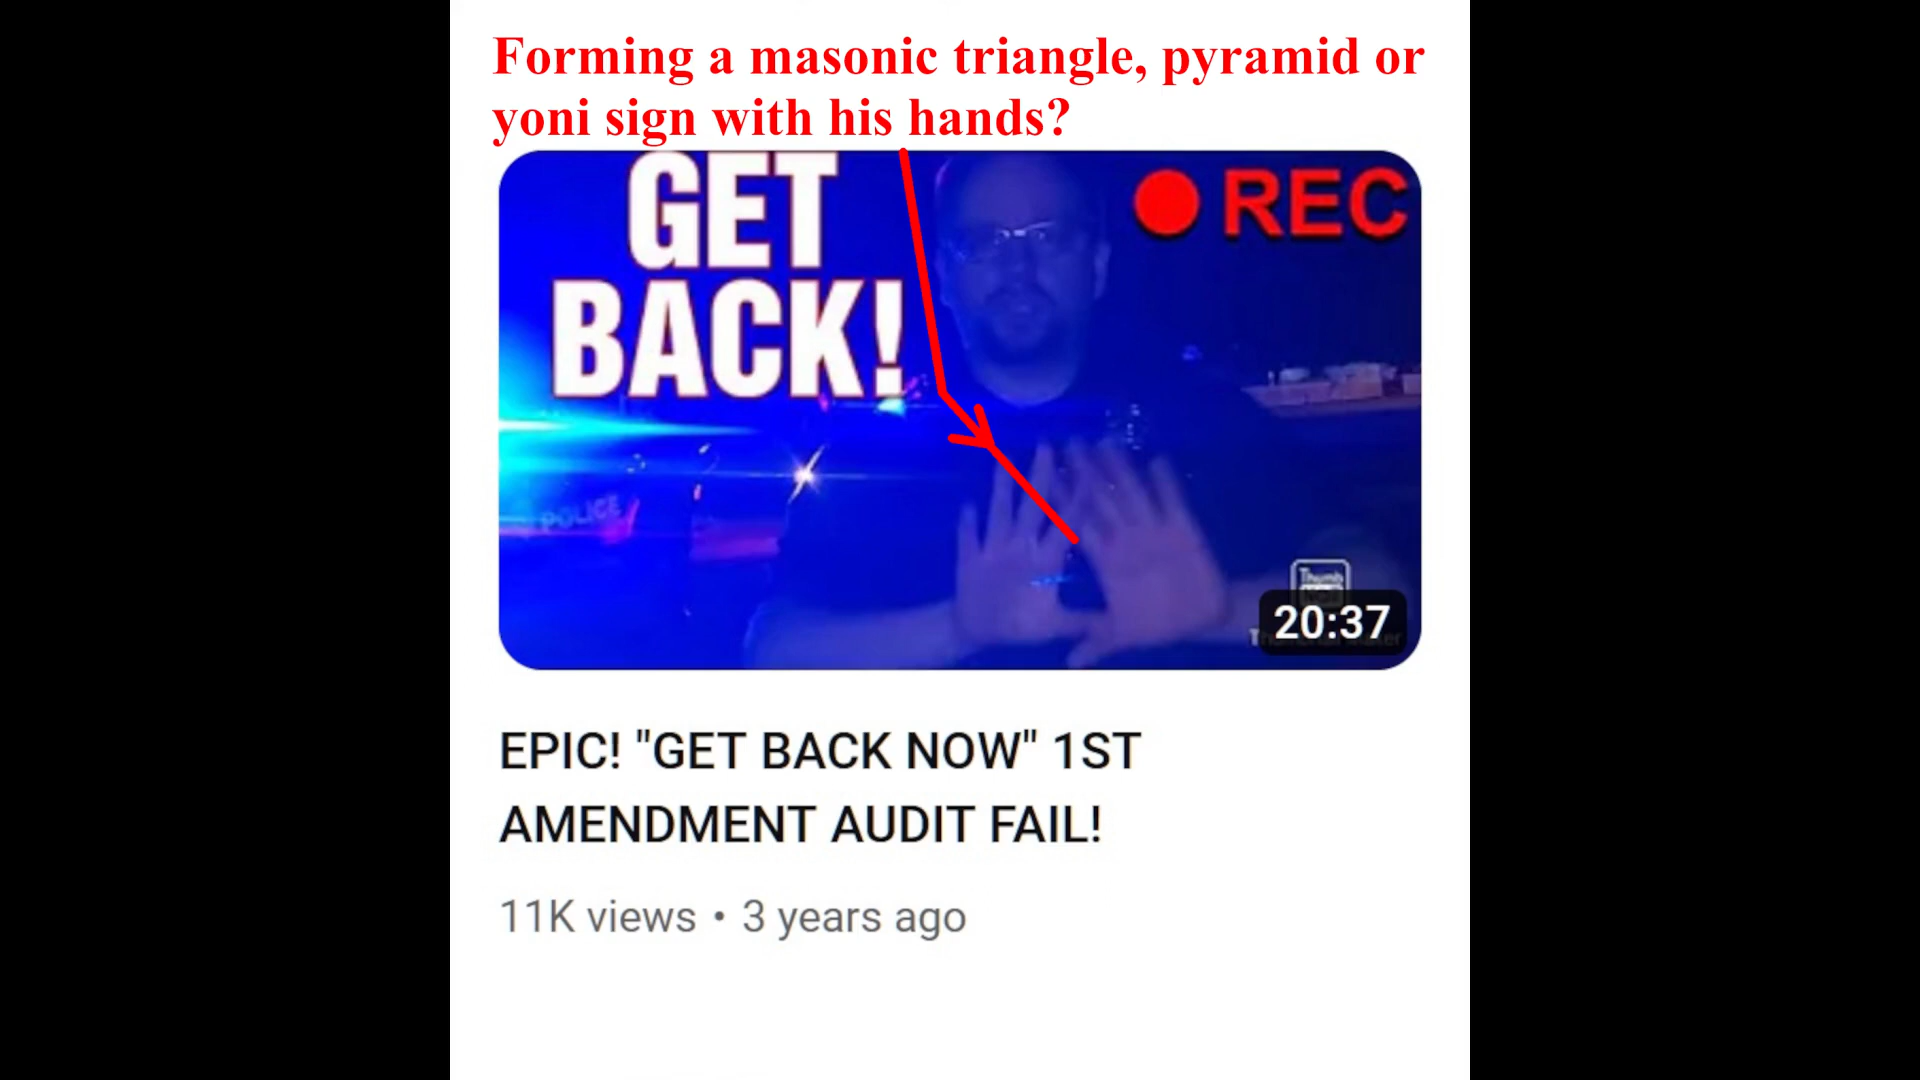 Forming a masonic triangle, pyramid or
yoni sign with his hands?
GET
BACK!
REC
POLICE
Thumb
20:37
EPIC! "GET BACK NOW" 1ST
AMENDMENT AUDIT FAIL!
11K views • 3 years ago